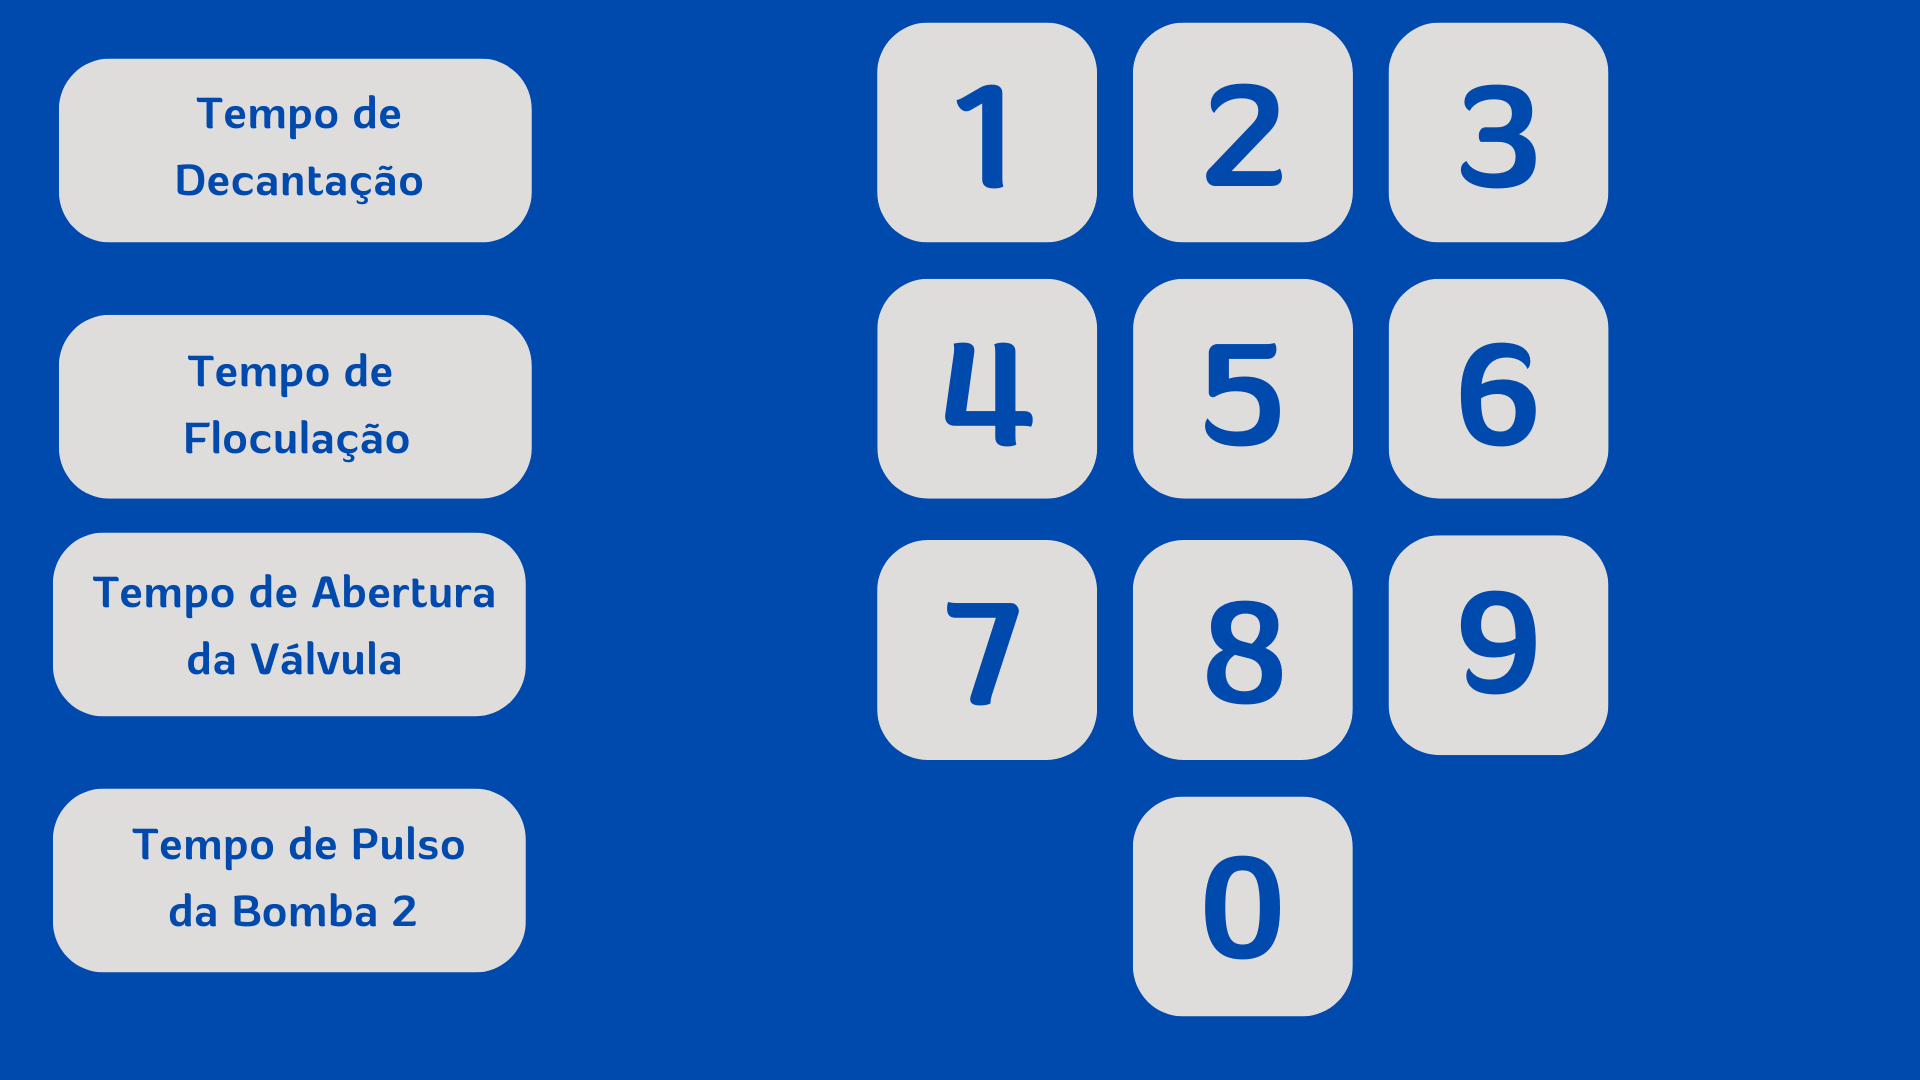 Tempo de
Decantação
Tempo de
Floculação
Tempo de Abertura
da Válvula
Tempo de Pulso
da Bomba 2
1 2 3
4 5 6
7 8 9
0